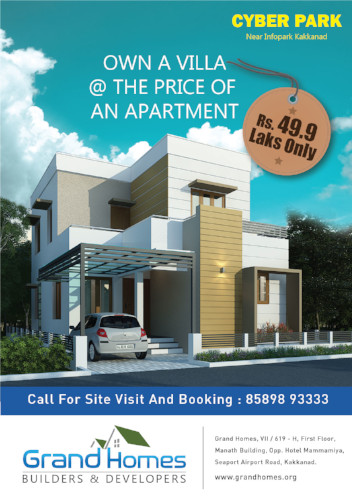 CYBER PARK
Near Infopark Kakkanad
OWN A VILLA
@ THE PRICE OF
AN APARTMENT
Rs. 49.9
Laks Only
Call For Site Visit And Booking : 85898 93333
Grand Homes
BUILDERS & DEVELOPERS
Grand Homes, VII / 619 - H, First Floor,
Manath Building, Opp. Hotel Mammamiya,
Seaport Airport Road, Kakkanad.
www.grandhomes.org